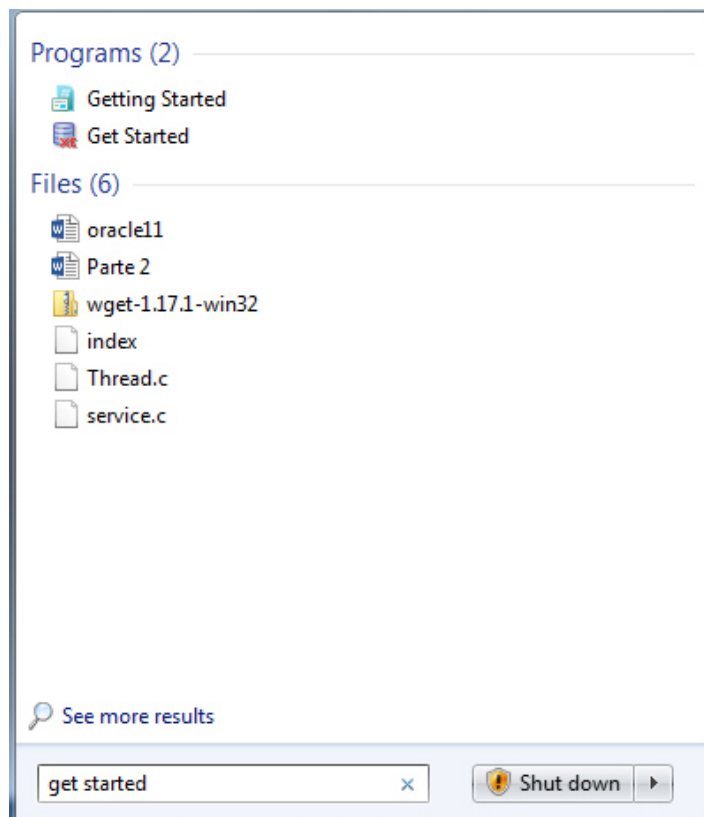 Programs (2)
Getting Started
Get Started
Files (6)
oracle11
Parte 2
wget-1.17.1-win32
index
Thread.c
service.c
See more results
get started
Shut down